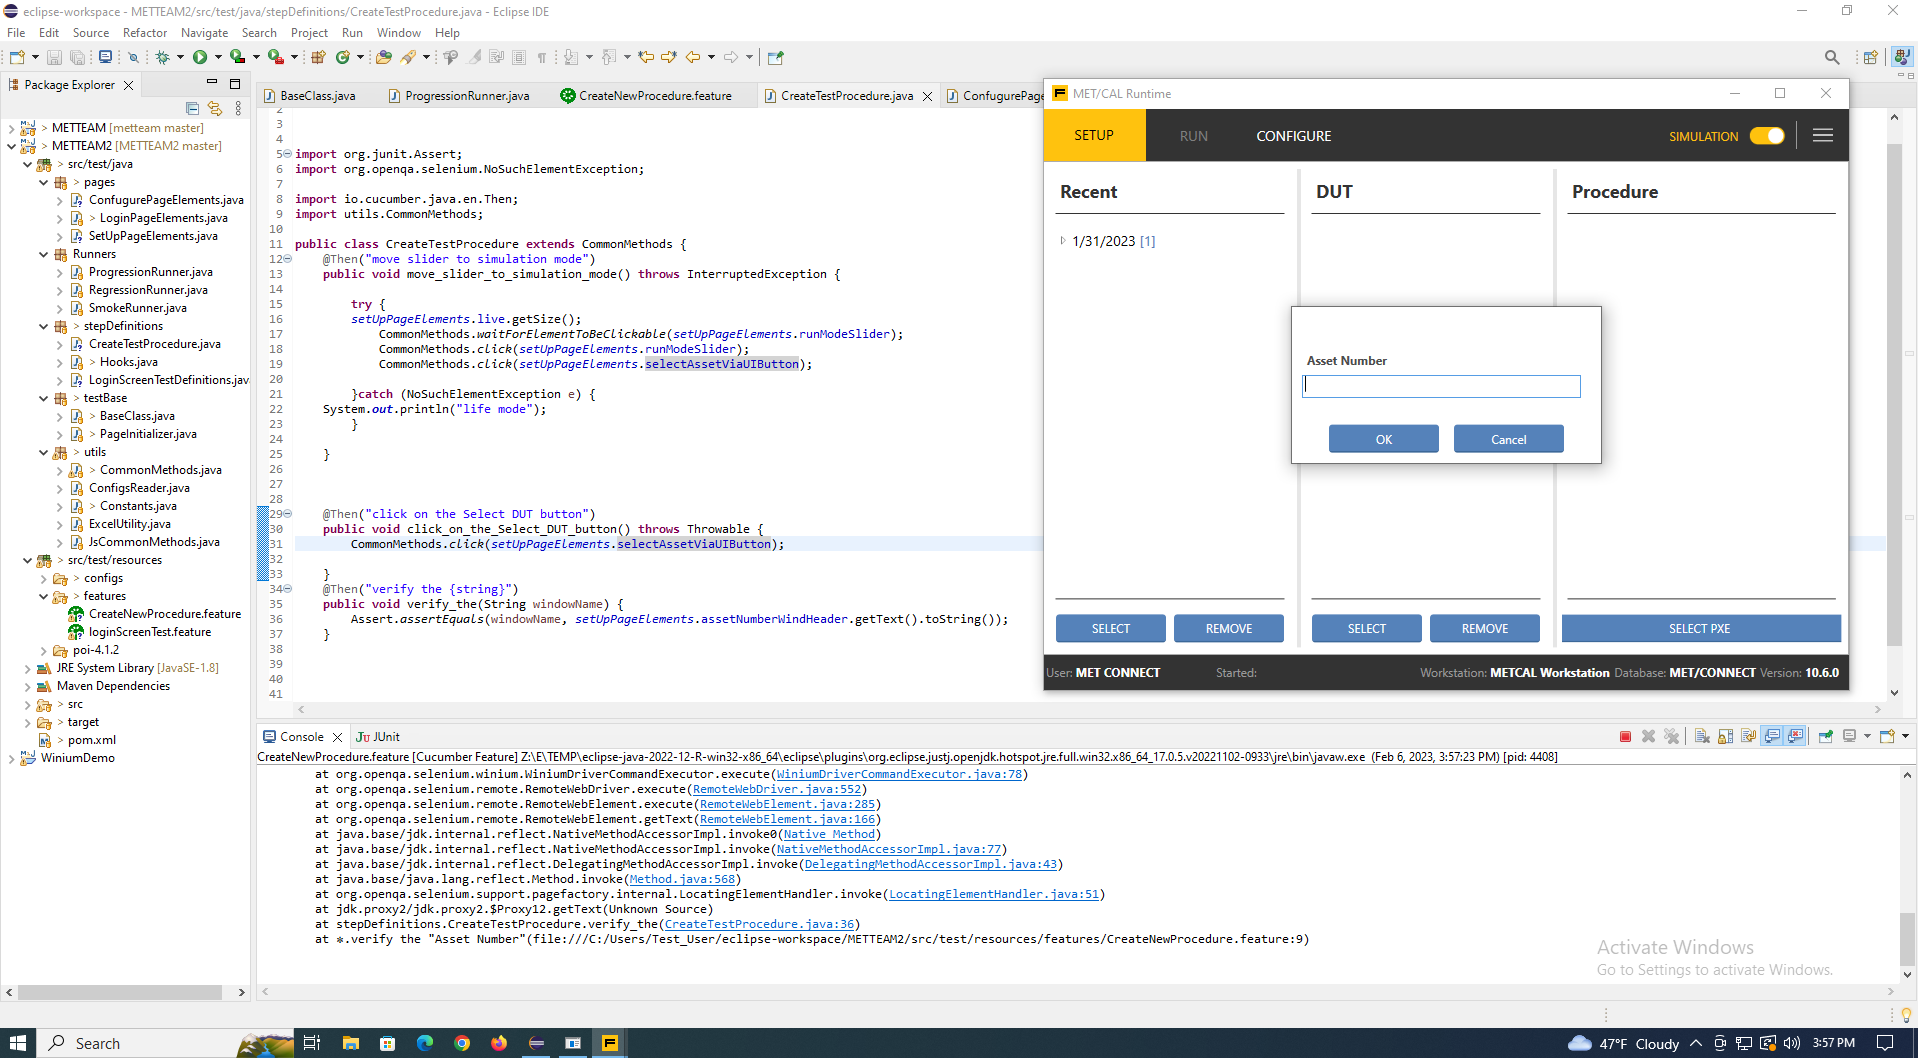 eclipse-workspace - METTEAM2/src/test/java/stepDefinitions/CreateTestProcedure.java - Eclipse IDE
File Edit Source Refactor Navigate Search Project Run Window Help
Package Explorer
> METTEAM [metteam master]
> METTEAM2 [METTEAM2 master]
> src/test/java
> pages
ConfugurePageElements.java
> LoginPageElements.java
SetUpPageElements.java
Runners
ProgressionRunner.java
RegressionRunner.java
SmokeRunner.java
> stepDefinitions
CreateTestProcedure.java
> Hooks.java
LoginScreenTestDefinitions.jav
> testBase
> BaseClass.java
> PageInitializer.java
> utils
> CommonMethods.java
ConfigsReader.java
> Constants.java
ExcelUtility.java
JsCommonMethods.java
> src/test/resources
> configs
> features
CreateNewProcedure.feature
loginScreenTest.feature
> poi-4.1.2
JRE System Library [JavaSE-1.8]
Maven Dependencies
> src
> target
> pom.xml
WiniumDemo
BaseClass.java ProgressionRunner.java CreateNewProcedure.feature CreateTestProcedure.java ConfugurePage
2
3
4
5 import org.junit.Assert;
6 import org.openqa.selenium.NoSuchElementException;
7
8 import io.cucumber.java.en.Then;
9 import utils.CommonMethods;
10
11 public class CreateTestProcedure extends CommonMethods {
12 @Then("move slider to simulation mode")
13 public void move_slider_to_simulation_mode() throws InterruptedException {
14
15 try {
16 setUpPageElements.live.getSize();
17 CommonMethods.waitForElementToBeClickable(setUpPageElements.runModeSlider);
18 CommonMethods.click(setUpPageElements.runModeSlider);
19 CommonMethods.click(setUpPageElements.selectAssetViaUIButton);
20
21 }catch (NoSuchElementException e) {
22 System.out.println("life mode");
23 }
24
25 }
26
27
28
29 @Then("click on the Select DUT button")
30 public void click_on_the_Select_DUT_button() throws Throwable {
31 CommonMethods.click(setUpPageElements.selectAssetViaUIButton);
32
33 }
34 @Then("verify the {string}")
35 public void verify_the(String windowName) {
36 Assert.assertEquals(windowName, setUpPageElements.assetNumberWindHeader.getText().toString());
37 }
38
39
40
41
MET/CAL Runtime
SETUP RUN CONFIGURE SIMULATION
Recent DUT Procedure
1/31/2023 [1]
Asset Number
OK Cancel
SELECT REMOVE SELECT REMOVE SELECT PXE
User: MET CONNECT Started: Workstation: METCAL Workstation Database: MET/CONNECT Version: 10.6.0
Console JUnit
CreateNewProcedure.feature [Cucumber Feature] Z:\E\TEMP\eclipse-java-2022-12-R-win32-x86_64\eclipse\plugins\org.eclipse.justj.openjdk.hotspot.jre.full.win32.x86_64_17.0.5.v20221102-0933\jre\bin\javaw.exe (Feb 6, 2023, 3:57:23 PM) [pid: 4408]
at org.openqa.selenium.winium.WiniumDriverCommandExecutor.execute(WiniumDriverCommandExecutor.java:78)
at org.openqa.selenium.remote.RemoteWebDriver.execute(RemoteWebDriver.java:552)
at org.openqa.selenium.remote.RemoteWebElement.execute(RemoteWebElement.java:285)
at org.openqa.selenium.remote.RemoteWebElement.getText(RemoteWebElement.java:166)
at java.base/jdk.internal.reflect.NativeMethodAccessorImpl.invoke0(Native Method)
at java.base/jdk.internal.reflect.NativeMethodAccessorImpl.invoke(NativeMethodAccessorImpl.java:77)
at java.base/jdk.internal.reflect.DelegatingMethodAccessorImpl.invoke(DelegatingMethodAccessorImpl.java:43)
at java.base/java.lang.reflect.Method.invoke(Method.java:568)
at org.openqa.selenium.support.pagefactory.internal.LocatingElementHandler.invoke(LocatingElementHandler.java:51)
at jdk.proxy2/jdk.proxy2.$Proxy12.getText(Unknown Source)
at stepDefinitions.CreateTestProcedure.verify_the(CreateTestProcedure.java:36)
at *.verify the "Asset Number"(file:///C:/Users/Test_User/eclipse-workspace/METTEAM2/src/test/resources/features/CreateNewProcedure.feature:9)
Activate Windows
Go to Settings to activate Windows.
Search
47°F Cloudy 3:57 PM